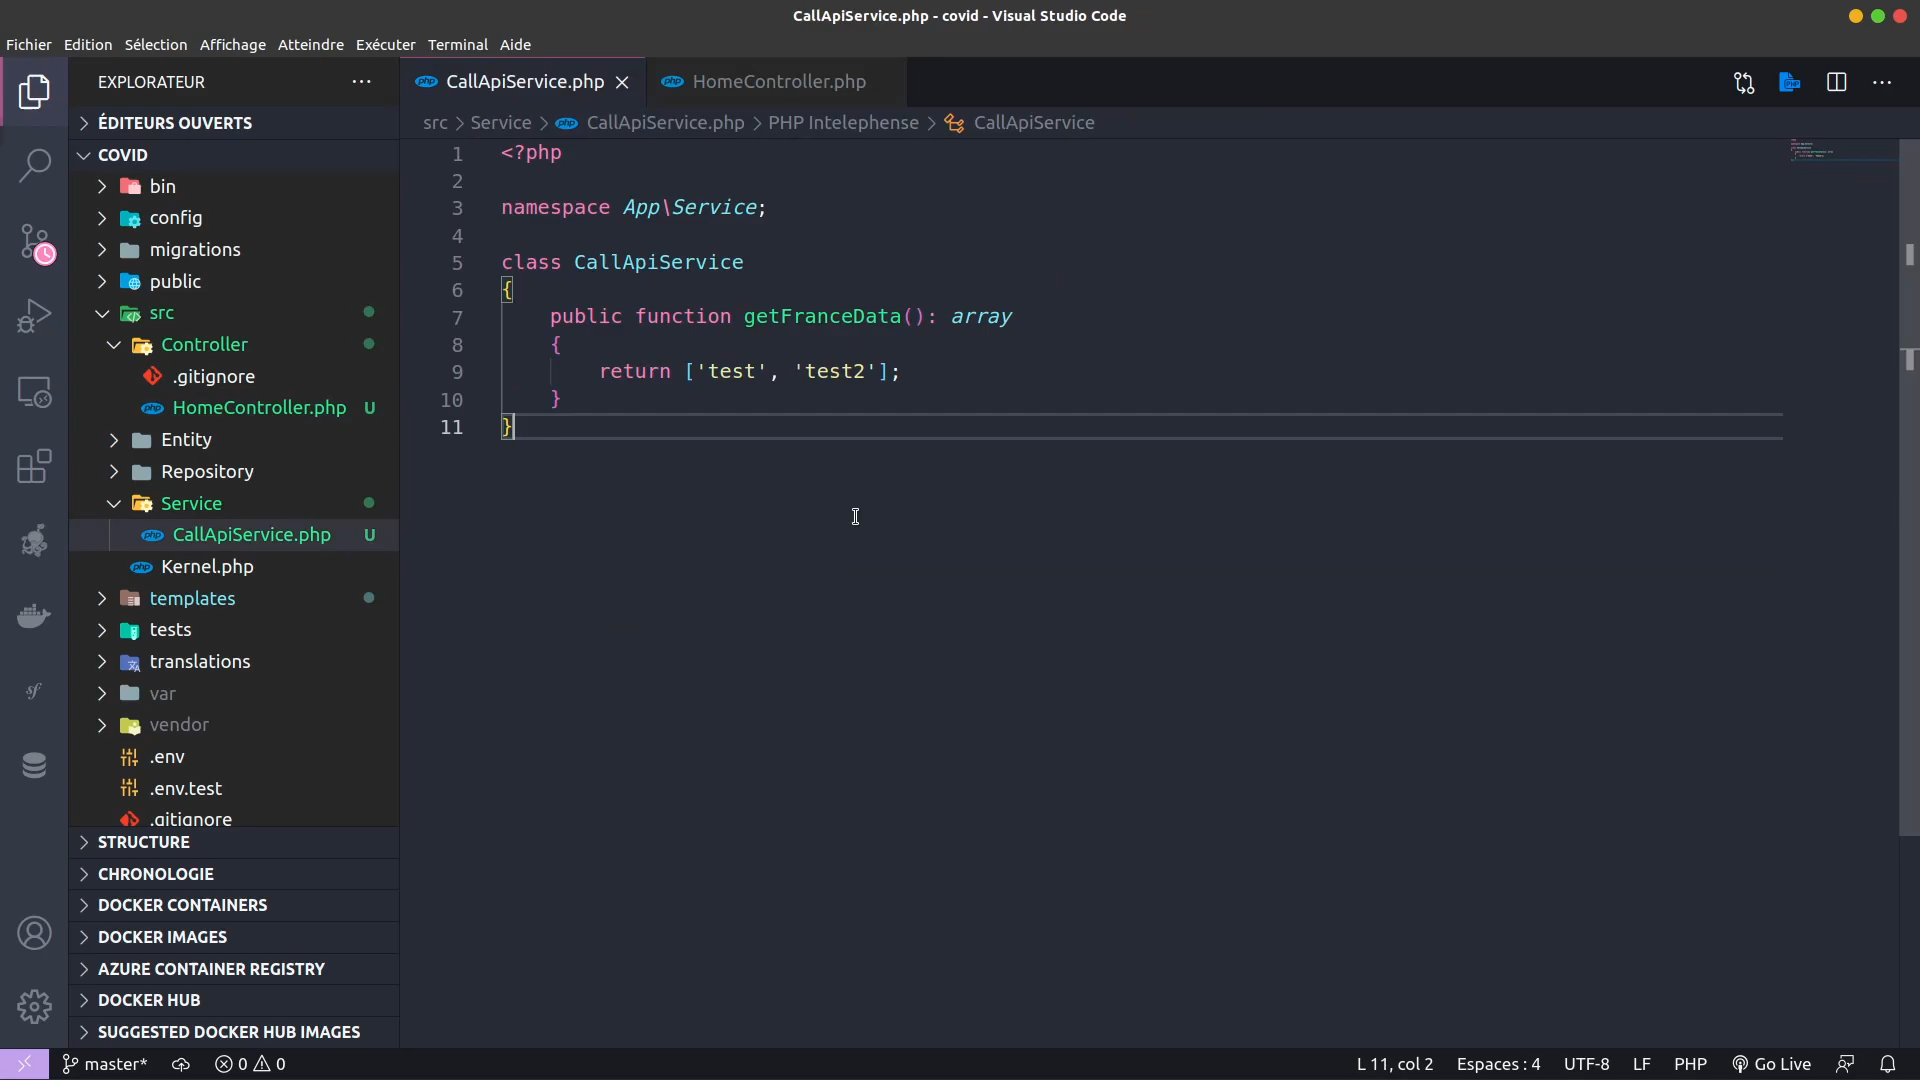 CallApiService.php - covid - Visual Studio Code
Fichier Edition Sélection Affichage Atteindre Exécuter Terminal Aide
EXPLORATEUR ···
CallApiService.php
HomeController.php
ÉDITEURS OUVERTS
src > Service > CallApiService.php > PHP Intelephense > CallApiService
COVID
bin
config
migrations
public
src
Controller
.gitignore
HomeController.php U
Entity
Repository
Service
CallApiService.php U
Kernel.php
templates
tests
translations
var
vendor
.env
.env.test
.gitignore
STRUCTURE
CHRONOLOGIE
DOCKER CONTAINERS
DOCKER IMAGES
AZURE CONTAINER REGISTRY
DOCKER HUB
SUGGESTED DOCKER HUB IMAGES
1 <?php
2
3 namespace App\Service;
4
5 class CallApiService
6 {
7     public function getFranceData(): array
8     {
9         return ['test', 'test2'];
10     }
11 }
master* 0 0 L 11, col 2 Espaces : 4 UTF-8 LF PHP Go Live